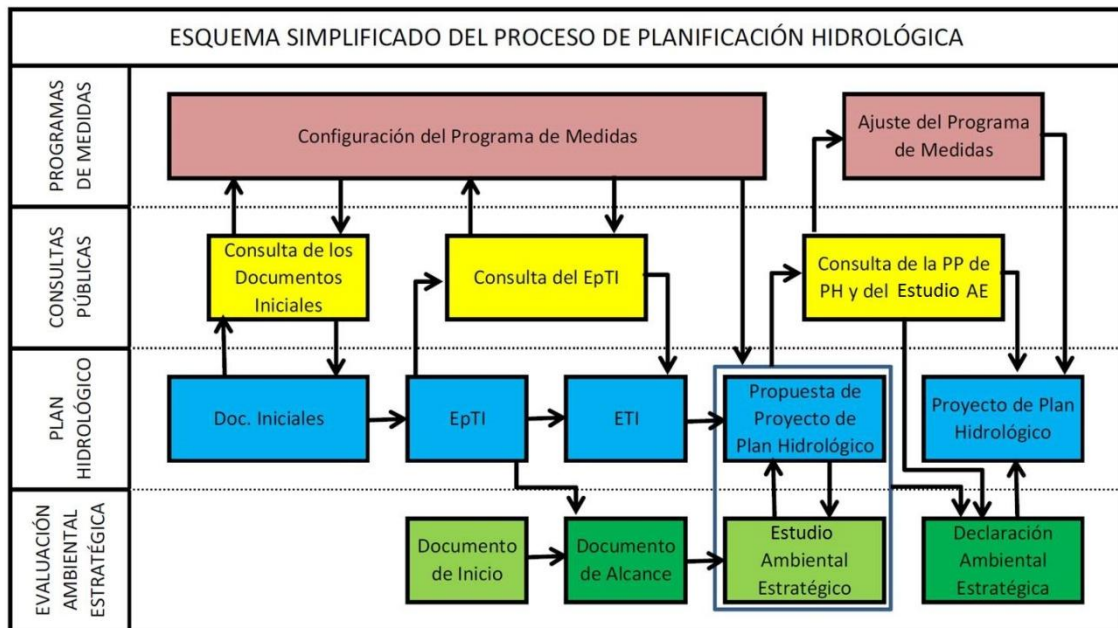 ESQUEMA SIMPLIFICADO DEL PROCESO DE PLANIFICACIÓN HIDROLÓGICA
PROGRAMAS
DE MEDIDAS
Configuración del Programa de Medidas
Ajuste del Programa
de Medidas
CONSULTAS
PÚBLICAS
Consulta de los
Documentos
Iniciales
Consulta del EpTI
Consulta de la PP de
PH y del Estudio AE
PLAN
HIDROLÓGICO
Doc. Iniciales
EpTI
ETI
Propuesta de
Proyecto de
Plan Hidrológico
Proyecto de Plan
Hidrológico
EVALUACIÓN
AMBIENTAL
ESTRATÉGICA
Documento
de Inicio
Documento
de Alcance
Estudio
Ambiental
Estratégico
Declaración
Ambiental
Estratégica